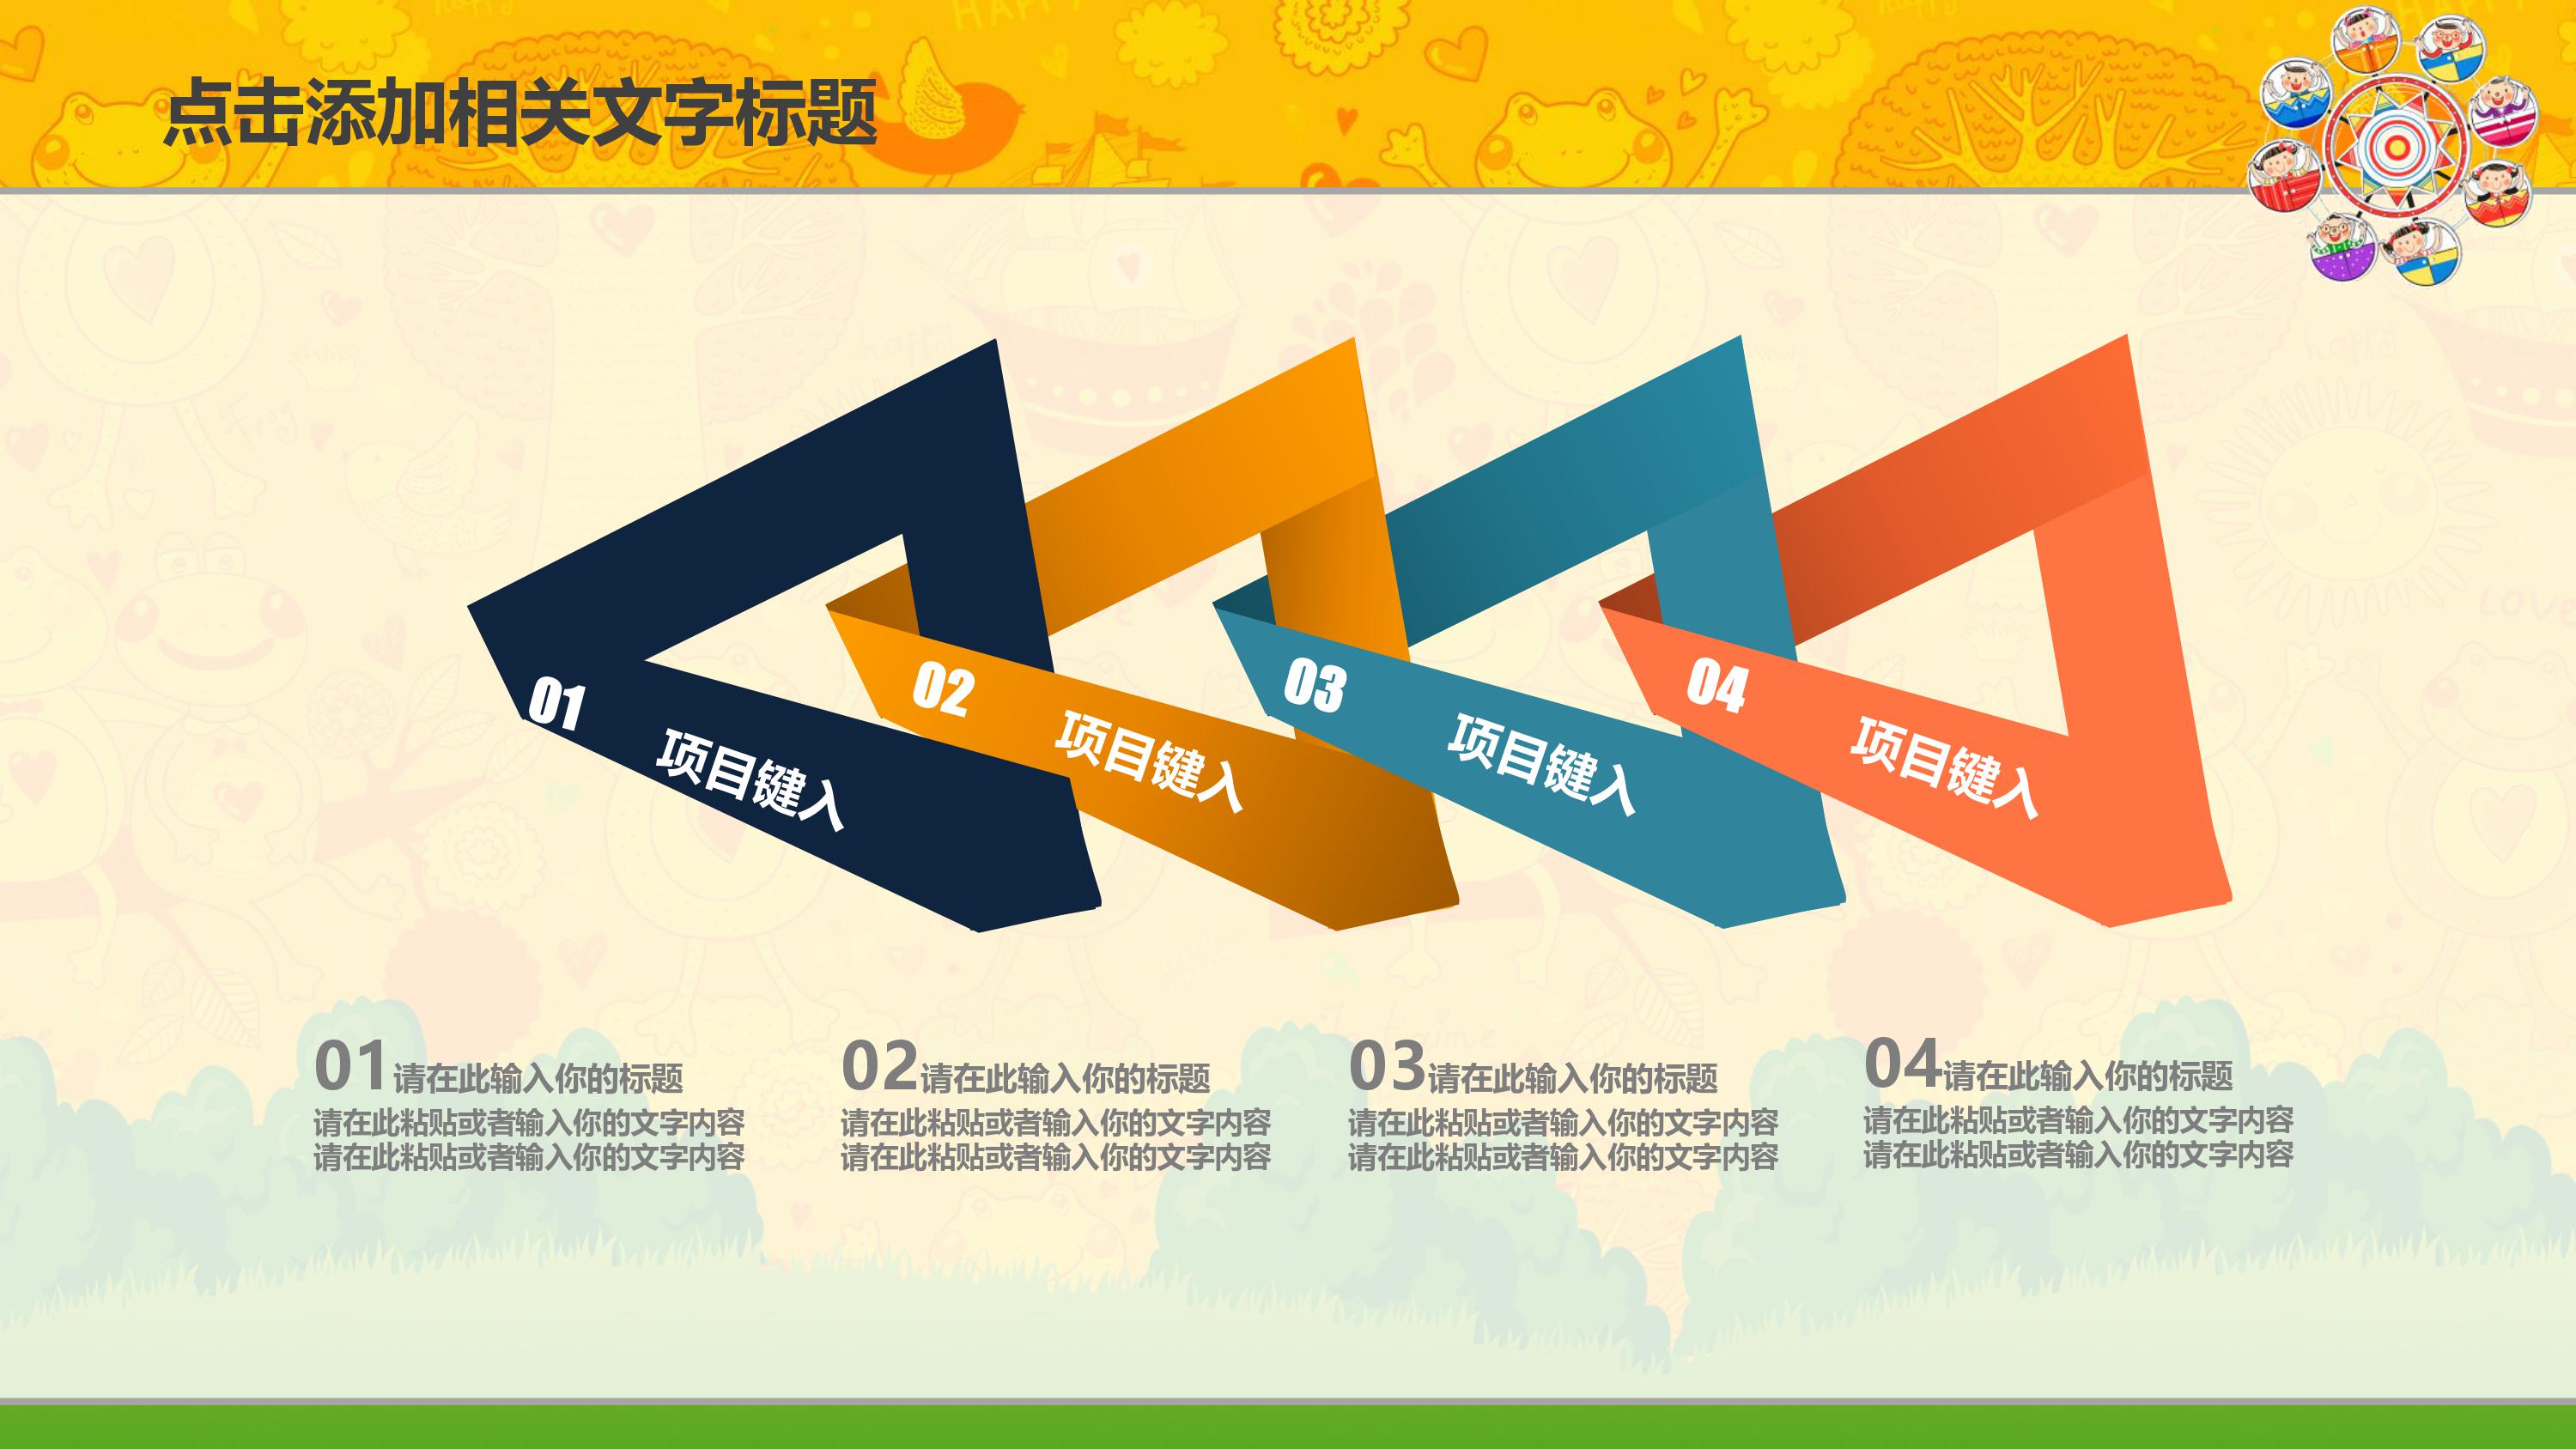 点击添加相关文字标题
01
项目键入
02
项目键入
03
项目键入
04
项目键入
01请在此输入你的标题
请在此粘贴或者输入你的文字内容
请在此粘贴或者输入你的文字内容
02请在此输入你的标题
请在此粘贴或者输入你的文字内容
请在此粘贴或者输入你的文字内容
03请在此输入你的标题
请在此粘贴或者输入你的文字内容
请在此粘贴或者输入你的文字内容
04请在此输入你的标题
请在此粘贴或者输入你的文字内容
请在此粘贴或者输入你的文字内容